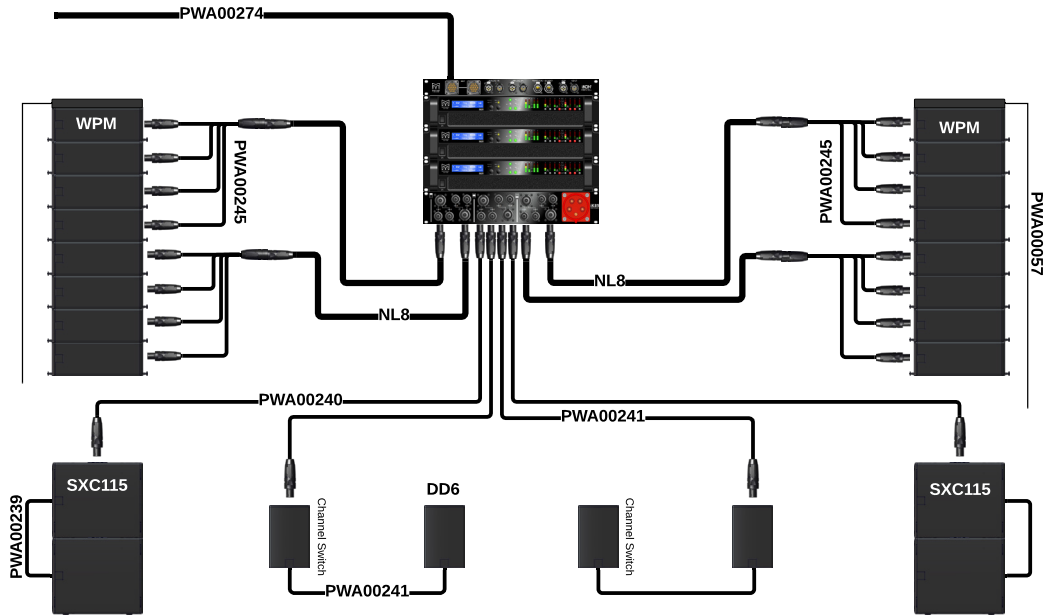 PWA00274
WPM
WPM
PWA00245
PWA00245
PWA00057
NL8
NL8
PWA00240
PWA00241
SXC115
DD6
SXC115
PWA00239
Channel Switch
Channel Switch
PWA00241